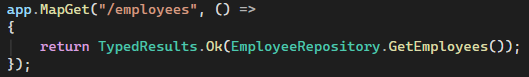 app.MapGet("/employees", () =>
{
    return TypedResults.Ok(EmployeeRepository.GetEmployees());
});